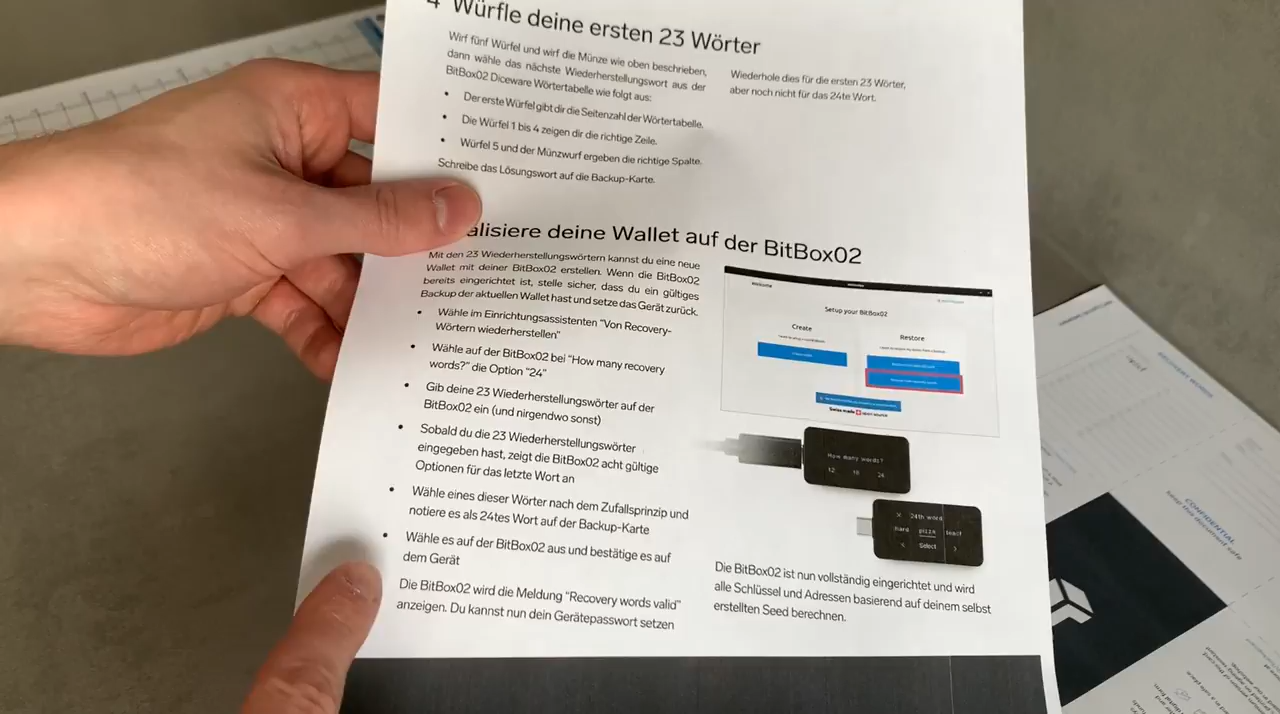 4 Würfle deine ersten 23 Wörter
Wirf fünf Würfel und wirf die Münze wie oben beschrieben,
dann wähle das nächste Wiederherstellungswort aus der
BitBox02 Diceware Wörtertabelle wie folgt aus:
• Der erste Würfel gibt dir die Seitenzahl der Wörtertabelle.
• Die Würfel 1 bis 4 zeigen dir die richtige Zeile.
• Würfel 5 und der Münzwurf ergeben die richtige Spalte.
Schreibe das Lösungswort auf die Backup-Karte.
Wiederhole dies für die ersten 23 Wörter,
aber noch nicht für das 24te Wort.
alisiere deine Wallet auf der BitBox02
Mit den 23 Wiederherstellungswörtern kannst du eine neue
Wallet mit deiner BitBox02 erstellen. Wenn die BitBox02
bereits eingerichtet ist, stelle sicher, dass du ein gültiges
Backup der aktuellen Wallet hast und setze das Gerät zurück.
• Wähle im Einrichtungsassistenten "Von Recovery-
Wörtern wiederherstellen"
• Wähle auf der BitBox02 bei "How many recovery
words?" die Option "24"
• Gib deine 23 Wiederherstellungswörter auf der
BitBox02 ein (und nirgendwo sonst)
• Sobald du die 23 Wiederherstellungswörter
eingegeben hast, zeigt die BitBox02 acht gültige
Optionen für das letzte Wort an
• Wähle eines dieser Wörter nach dem Zufallsprinzip und
notiere es als 24tes Wort auf der Backup-Karte
• Wähle es auf der BitBox02 aus und bestätige es auf
dem Gerät
Die BitBox02 wird die Meldung "Recovery words valid"
anzeigen. Du kannst nun dein Gerätepasswort setzen
Welcome
Setup your BitBox02
Create
Restore
Swiss made open source
How many words?
12 18 24
24th word
hard pizza
Select
Die BitBox02 ist nun vollständig eingerichtet und wird
alle Schlüssel und Adressen basierend auf deinem selbst
erstellten Seed berechnen.
RECOVERY WORDS
CONFIDENTIAL
keep this document safe